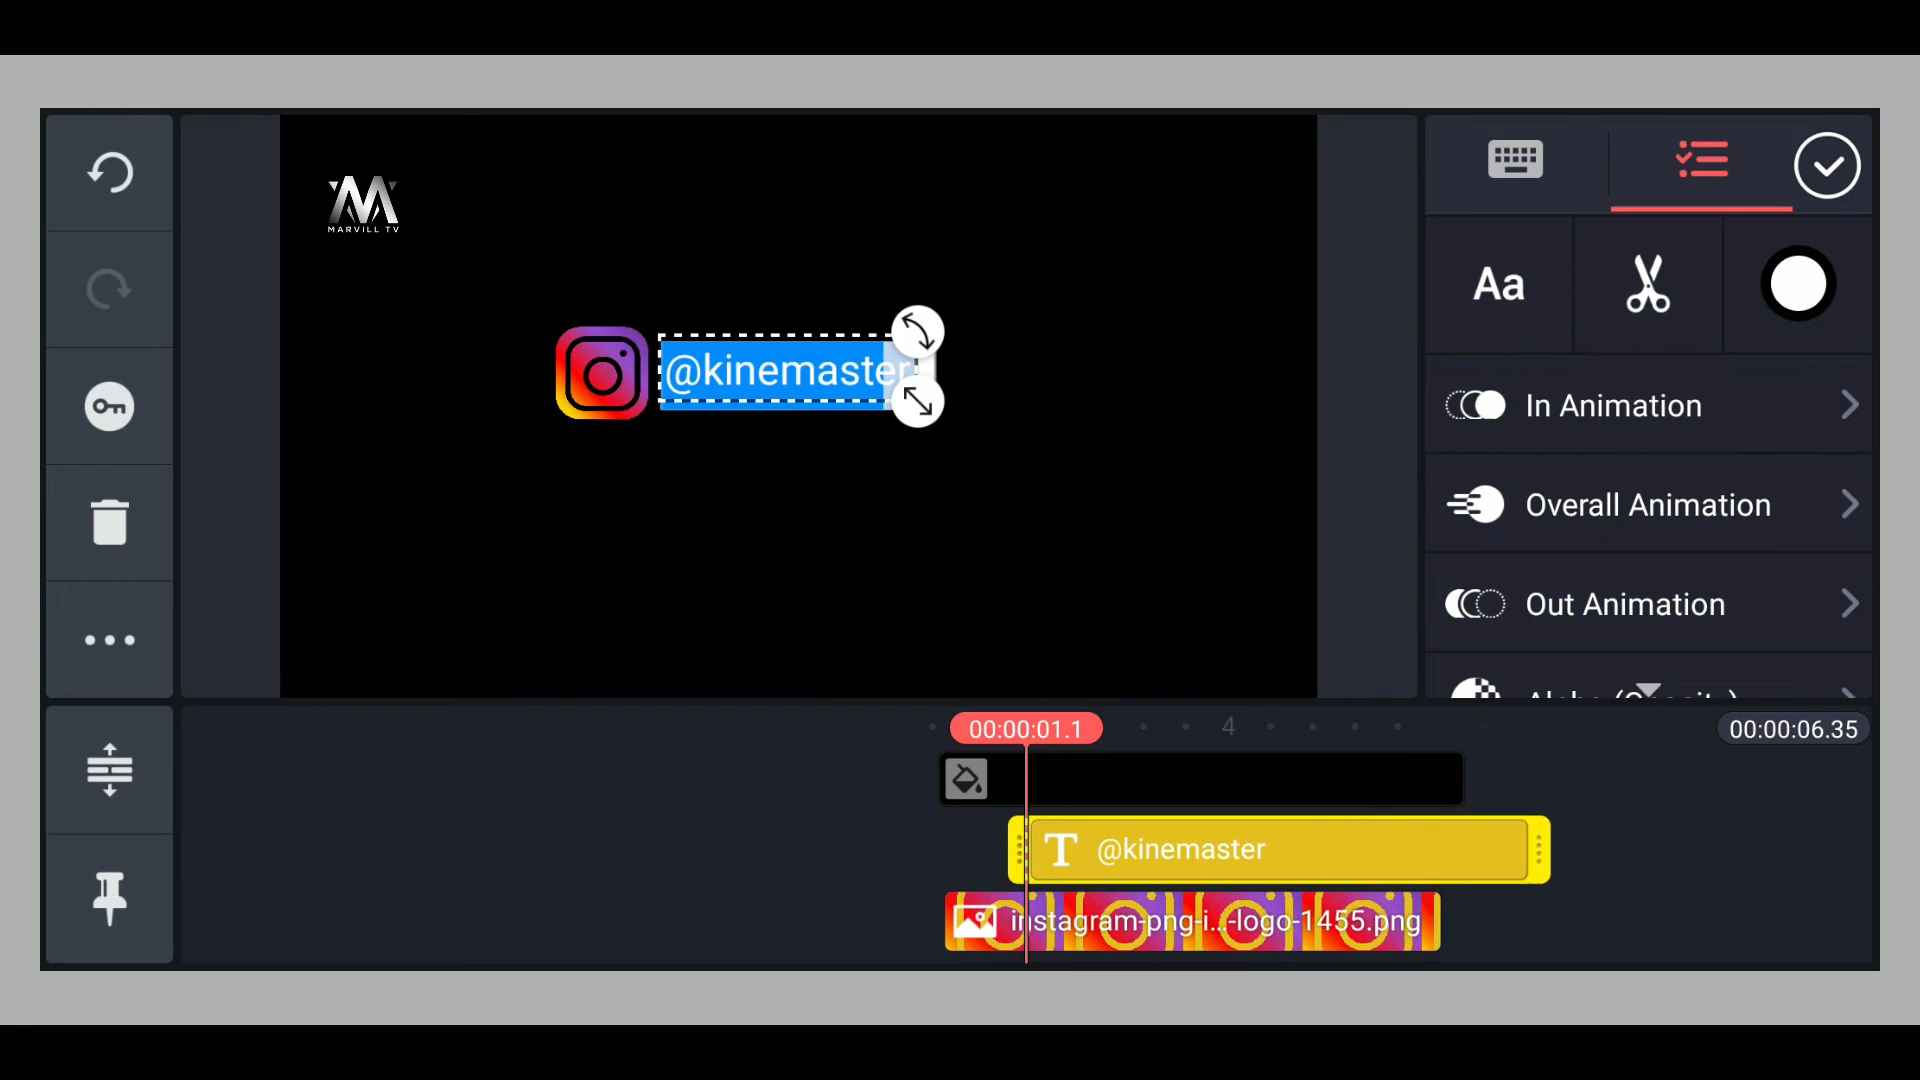 MARVILL TV
@kinemaster
Aa
In Animation
Overall Animation
Out Animation
Alpha (Opacity)
00:00:01.1
4
00:00:06.35
T @kinemaster
instagram-png-i...-logo-1455.png